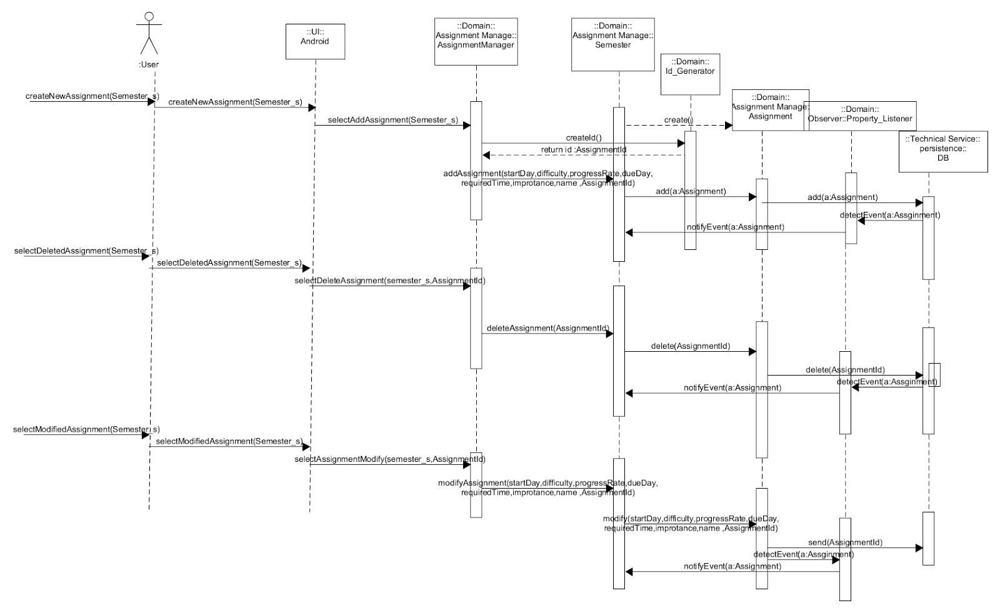 :User
::UI::
Android
::Domain::
Assignment Manage::
AssignmentManager
::Domain::
Assignment Manage::
Semester
::Domain::
Id_Generator
::Domain::
Assignment Manage::
Assignment
::Domain::
Observer::Property_Listener
::Technical Service::
persistence::
DB
createNewAssignment(Semester_s)
createNewAssignment(Semester_s)
selectAddAssignment(Semester_s)
create()
createId()
return id :AssignmentId
addAssignment(startDay,difficulty,progressRate,dueDay,
requiredTime,improtance,name ,AssignmentId)
add(a:Assignment)
add(a:Assignment)
detectEvent(a:Assginment)
notifyEvent(a:Assignment)
selectDeletedAssignment(Semester_s)
selectDeletedAssignment(Semester_s)
selectDeleteAssignment(semester_s,AssignmentId)
deleteAssignment(AssignmentId)
delete(AssignmentId)
delete(AssignmentId)
detectEvent(a:Assginment)
notifyEvent(a:Assignment)
selectModifiedAssignment(Semester_s)
selectModifiedAssignment(Semester_s)
selectAssignmentModify(semester_s,AssignmentId)
modifyAssignment(startDay,difficulty,progressRate,dueDay,
requiredTime,improtance,name ,AssignmentId)
modify(startDay,difficulty,progressRate,dueDay,
requiredTime,improtance,name ,AssignmentId)
send(AssignmentId)
detectEvent(a:Assginment)
notifyEvent(a:Assignment)